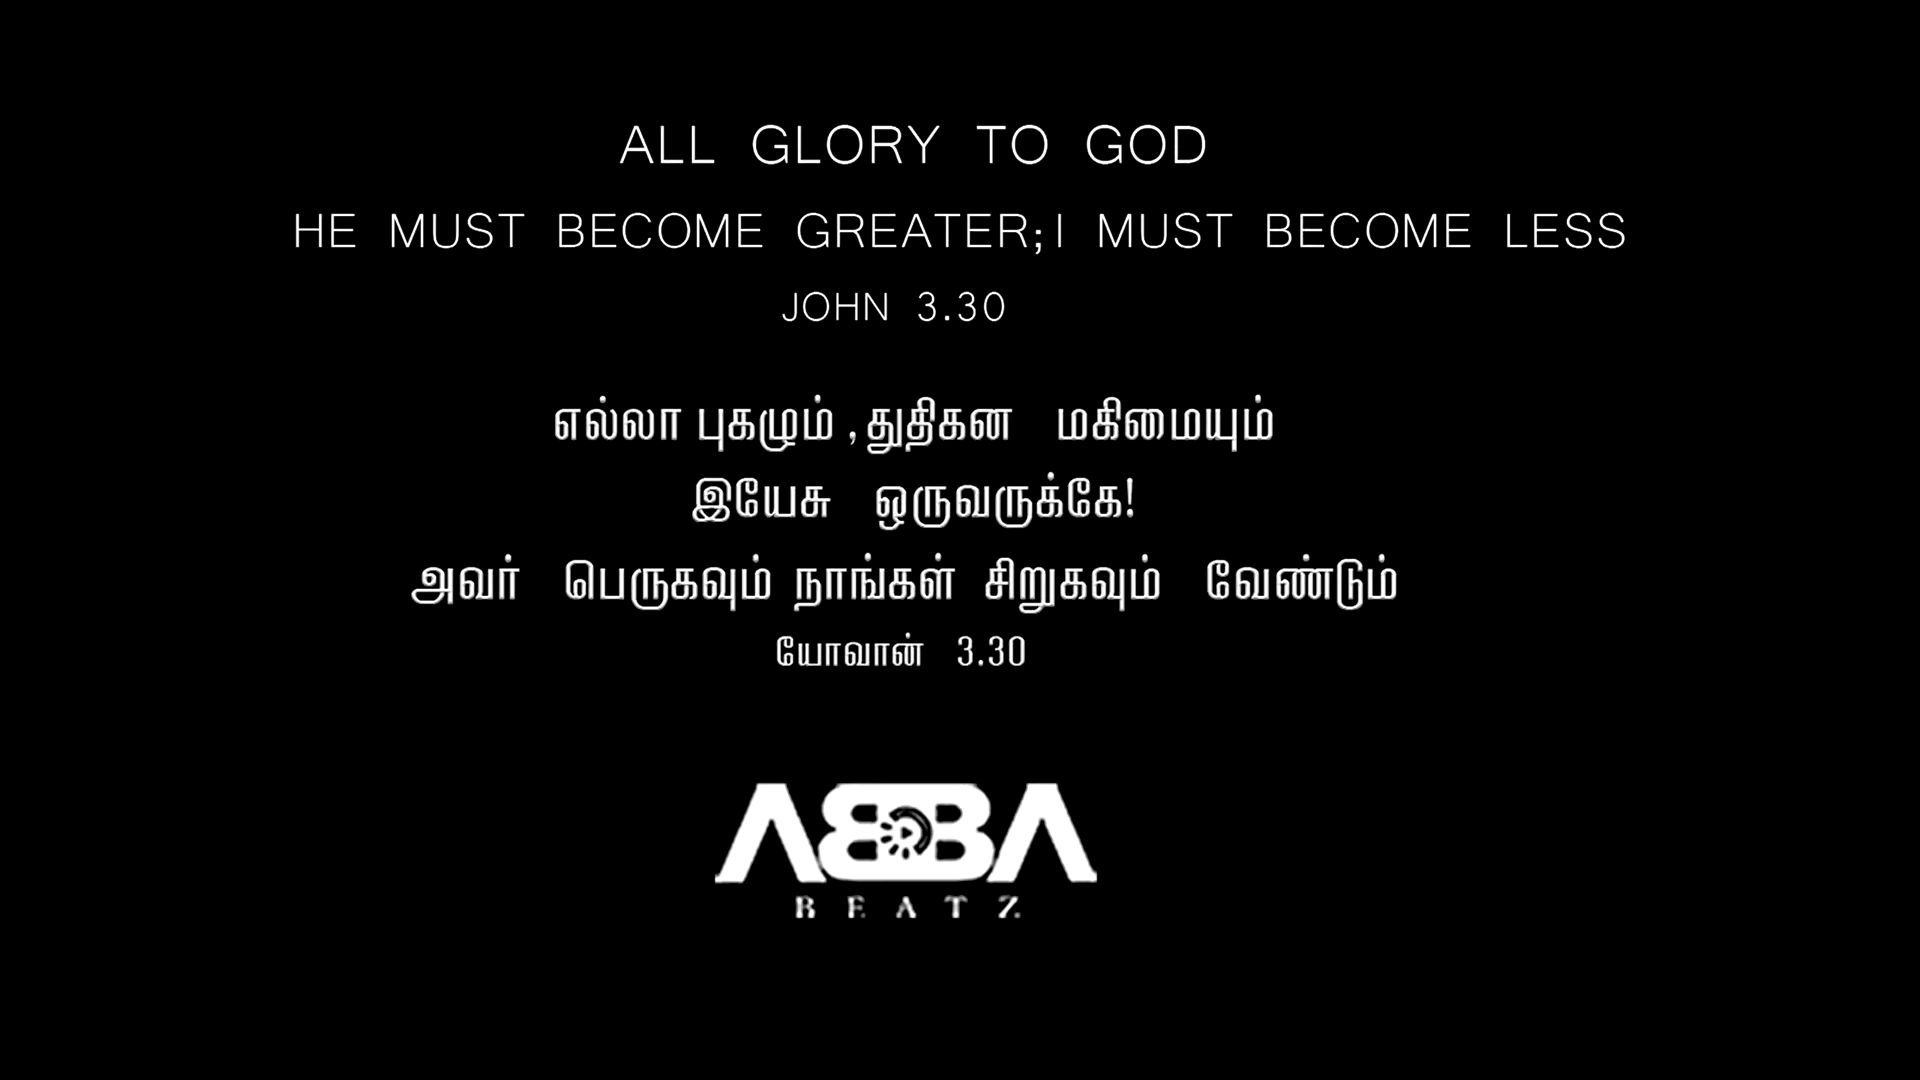 ALL GLORY TO GOD
HE MUST BECOME GREATER;I MUST BECOME LESS
JOHN 3.30
எல்லா புகழும் ,துதிகன மகிமையும்
இயேசு ஒருவருக்கே!
அவர் பெருகவும் நாங்கள் சிறுகவும் வேண்டும்
யோவான் 3.30
ABBA
BEATZ